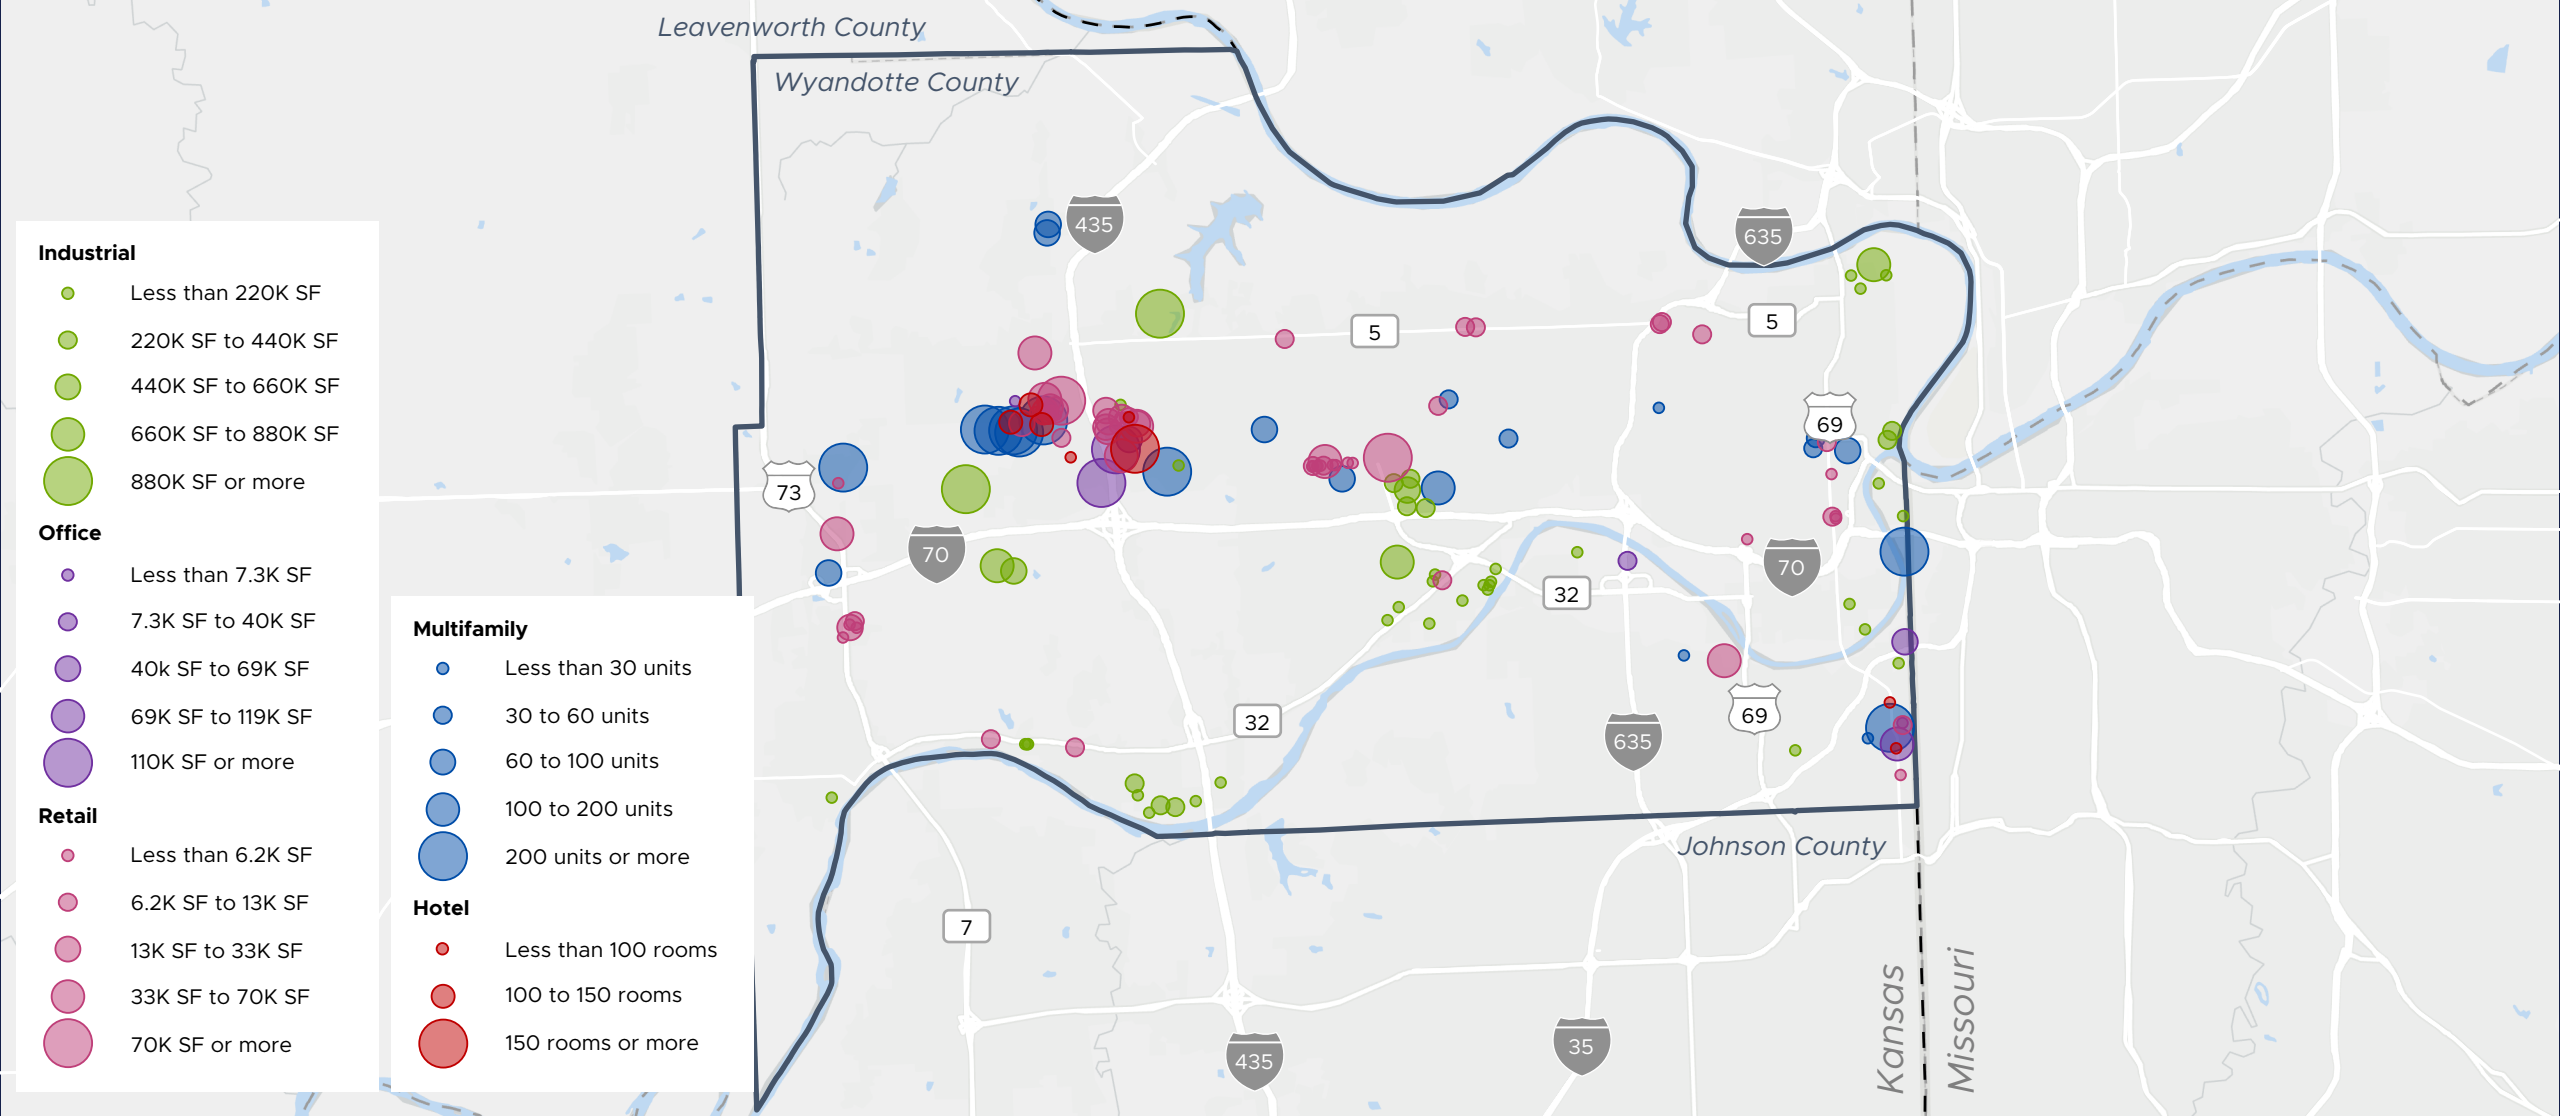 Leavenworth County
Wyandotte County
435
635
5
5
69
73
70
70
32
32
635
69
7
435
35
Johnson County
Kansas
Missouri
Industrial
Less than 220K SF
220K SF to 440K SF
440K SF to 660K SF
660K SF to 880K SF
880K SF or more
Office
Less than 7.3K SF
7.3K SF to 40K SF
40k SF to 69K SF
69K SF to 119K SF
110K SF or more
Retail
Less than 6.2K SF
6.2K SF to 13K SF
13K SF to 33K SF
33K SF to 70K SF
70K SF or more
Multifamily
Less than 30 units
30 to 60 units
60 to 100 units
100 to 200 units
200 units or more
Hotel
Less than 100 rooms
100 to 150 rooms
150 rooms or more